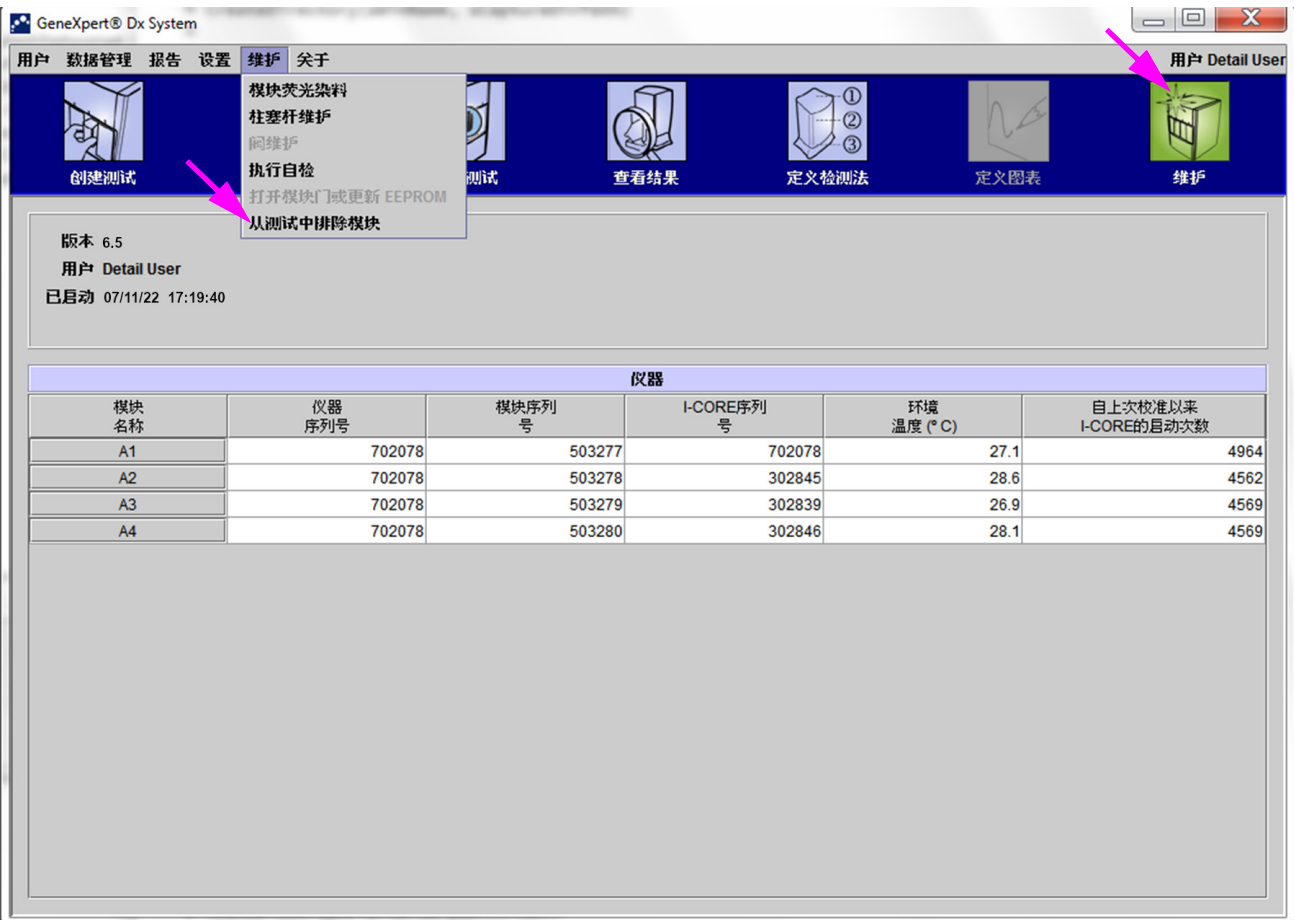 GeneXpert® Dx System
用户 数据管理 报告 设置 维护 关于 用户 Detail User
模块荧光染料
柱塞杆维护
阀维护
执行自检
打开模块门或更新 EEPROM
从测试中排除模块
创建测试 测试 查看结果 定义检测法 定义图表 维护
① ② ③
版本 6.5
用户 Detail User
已启动 07/11/22 17:19:40
仪器
模块 仪器 模块序列 I-CORE序列 环境 自上次校准以来
名称 序列号 号 号 温度 (° C) I-CORE的启动次数
A1 702078 503277 702078 27.1 4964
A2 702078 503278 302845 28.6 4562
A3 702078 503279 302839 26.9 4569
A4 702078 503280 302846 28.1 4569